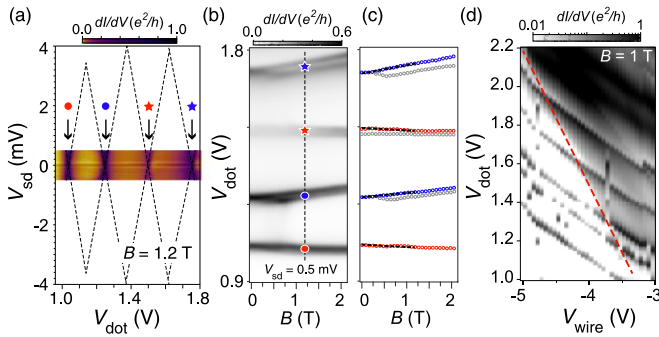 (a) dI/dV(e²/h)
0.0 1.0
4
2
0
-2
-4
V_sd (mV)
B = 1.2 T
1.0 1.4 1.8
V_dot (V)
(b) dI/dV(e²/h)
0.0 0.6
1.8
0.9
V_dot (V)
V_sd = 0.5 mV
0 1 2
B (T)
(c)
0 1 2
B (T)
(d) dI/dV(e²/h)
0.01 1
B = 1 T
2.2
2.0
1.8
1.6
1.4
1.2
1.0
V_dot (V)
-5 -4 -3
V_wire (V)